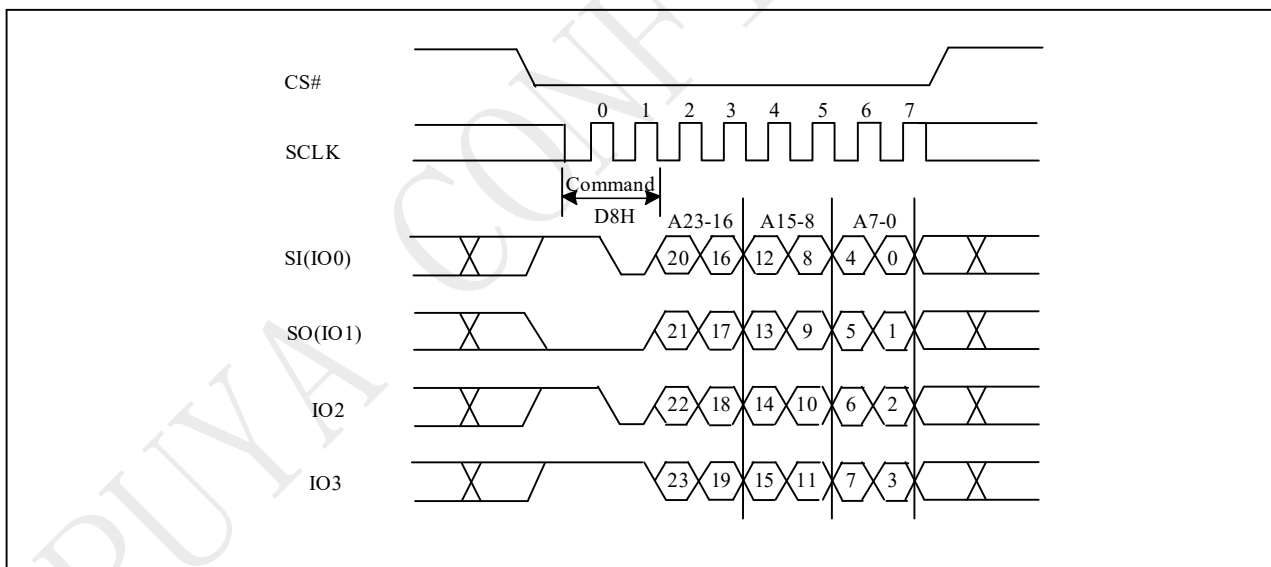 CS#
0 1 2 3 4 5 6 7
SCLK
Command
D8H
A23-16 A15-8 A7-0
SI(IO0) 20 16 12 8 4 0
SO(IO1) 21 17 13 9 5 1
IO2 22 18 14 10 6 2
IO3 23 19 15 11 7 3
PUYA CONF